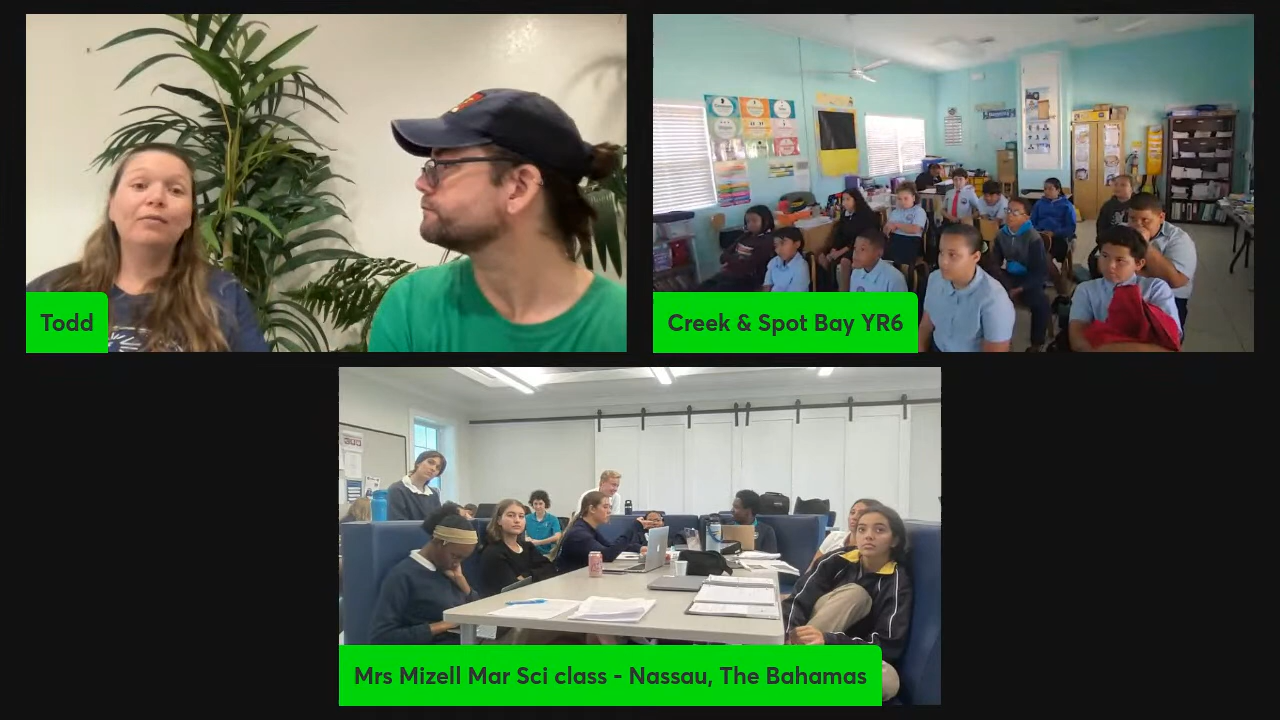 Todd
Creek & Spot Bay YR6
Mrs Mizell Mar Sci class - Nassau, The Bahamas